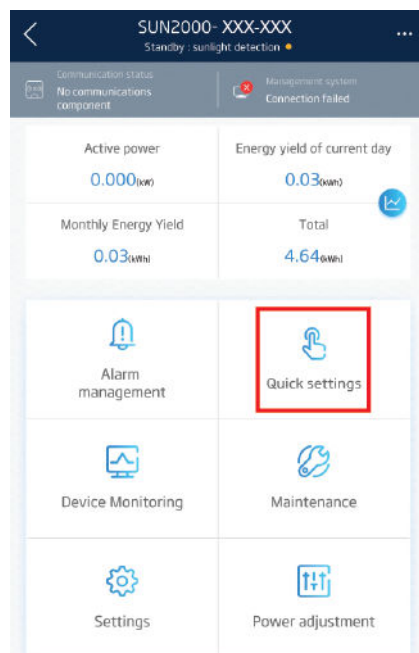 SUN2000- XXX-XXX
Standby : sunlight detection
Communication status
No communications
component
Management system
Connection failed
Active power
0.000(kW)
Energy yield of current day
0.03(kWh)
Monthly Energy Yield
0.03(kWh)
Total
4.64(kWh)
Alarm
management
Quick settings
Device Monitoring
Maintenance
Settings
Power adjustment